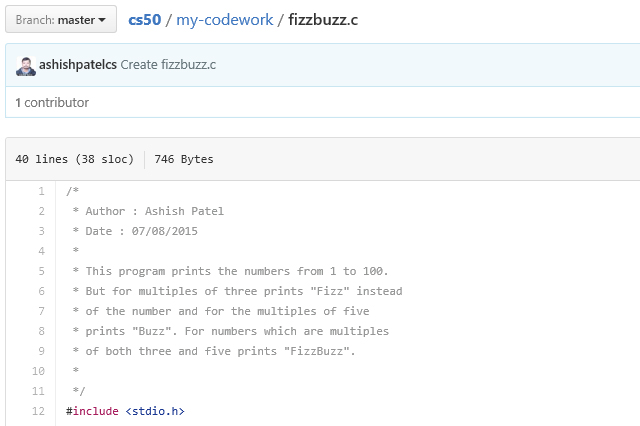 Branch: master cs50 / my-codework / fizzbuzz.c
ashishpatelcs Create fizzbuzz.c
1 contributor
40 lines (38 sloc) 746 Bytes
1 /*
2 * Author : Ashish Patel
3 * Date : 07/08/2015
4 *
5 * This program prints the numbers from 1 to 100.
6 * But for multiples of three prints "Fizz" instead
7 * of the number and for the multiples of five
8 * prints "Buzz". For numbers which are multiples
9 * of both three and five prints "FizzBuzz".
10 *
11 */
12 #include <stdio.h>